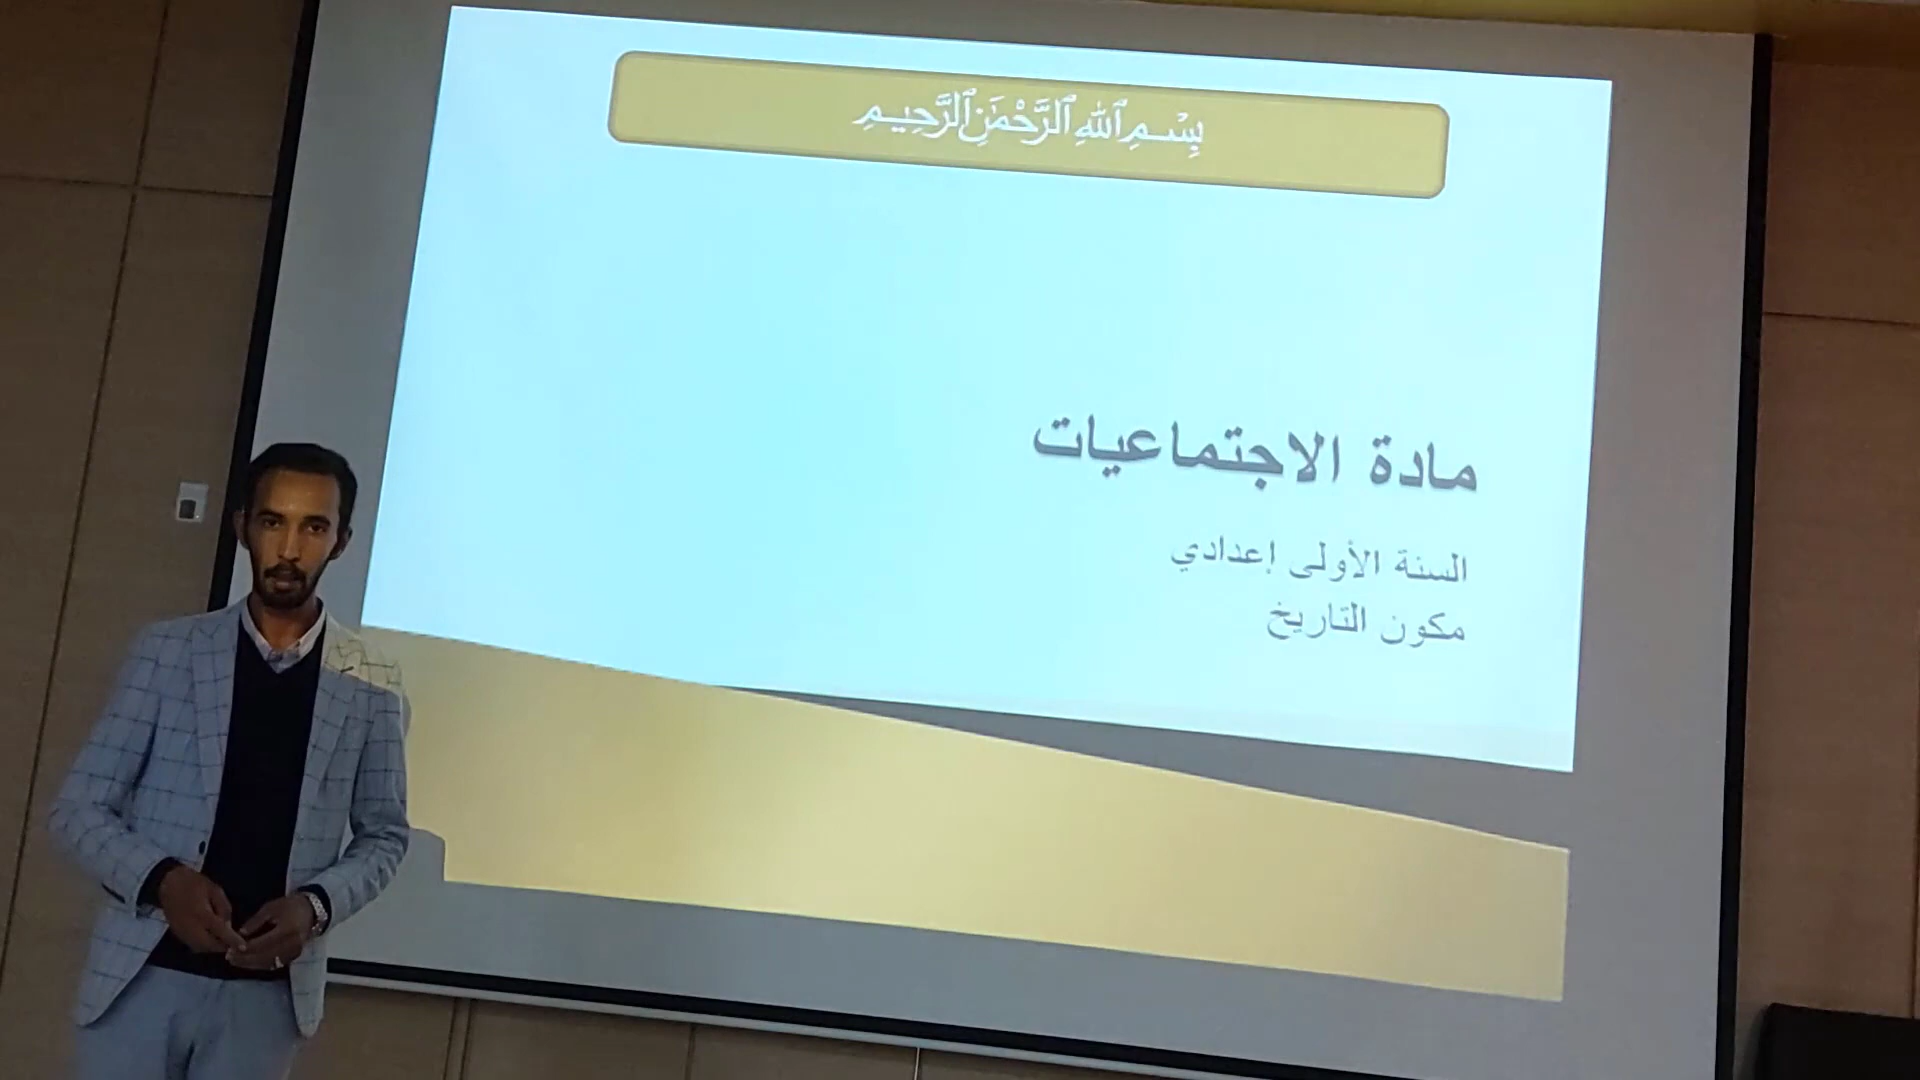 بِسْمِ ٱللَّهِ ٱلرَّحْمَٰنِ ٱلرَّحِيمِ
مادة الاجتماعيات
السنة الأولى إعدادي
مكون التاريخ